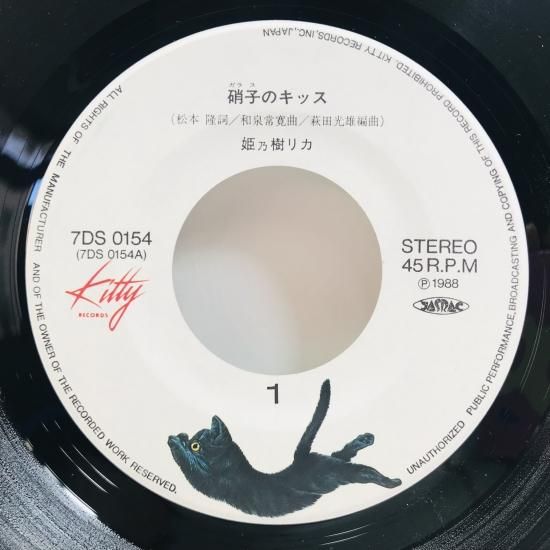 ガラス
硝子のキッス
(松本 隆詞/和泉常寛曲/萩田光雄編曲)
姫乃樹リカ
7DS 0154
(7DS 0154A)
Kitty
RECORDS
STEREO
45 R.P.M
Ⓟ 1988
JASRAC
1
ALL RIGHTS OF THE MANUFACTURER AND OF THE OWNER OF THE RECORDED WORK RESERVED.
UNAUTHORIZED PUBLIC PERFORMANCE, BROADCASTING AND COPYING OF THIS RECORD PROHIBITED. KITTY RECORDS, INC., JAPAN